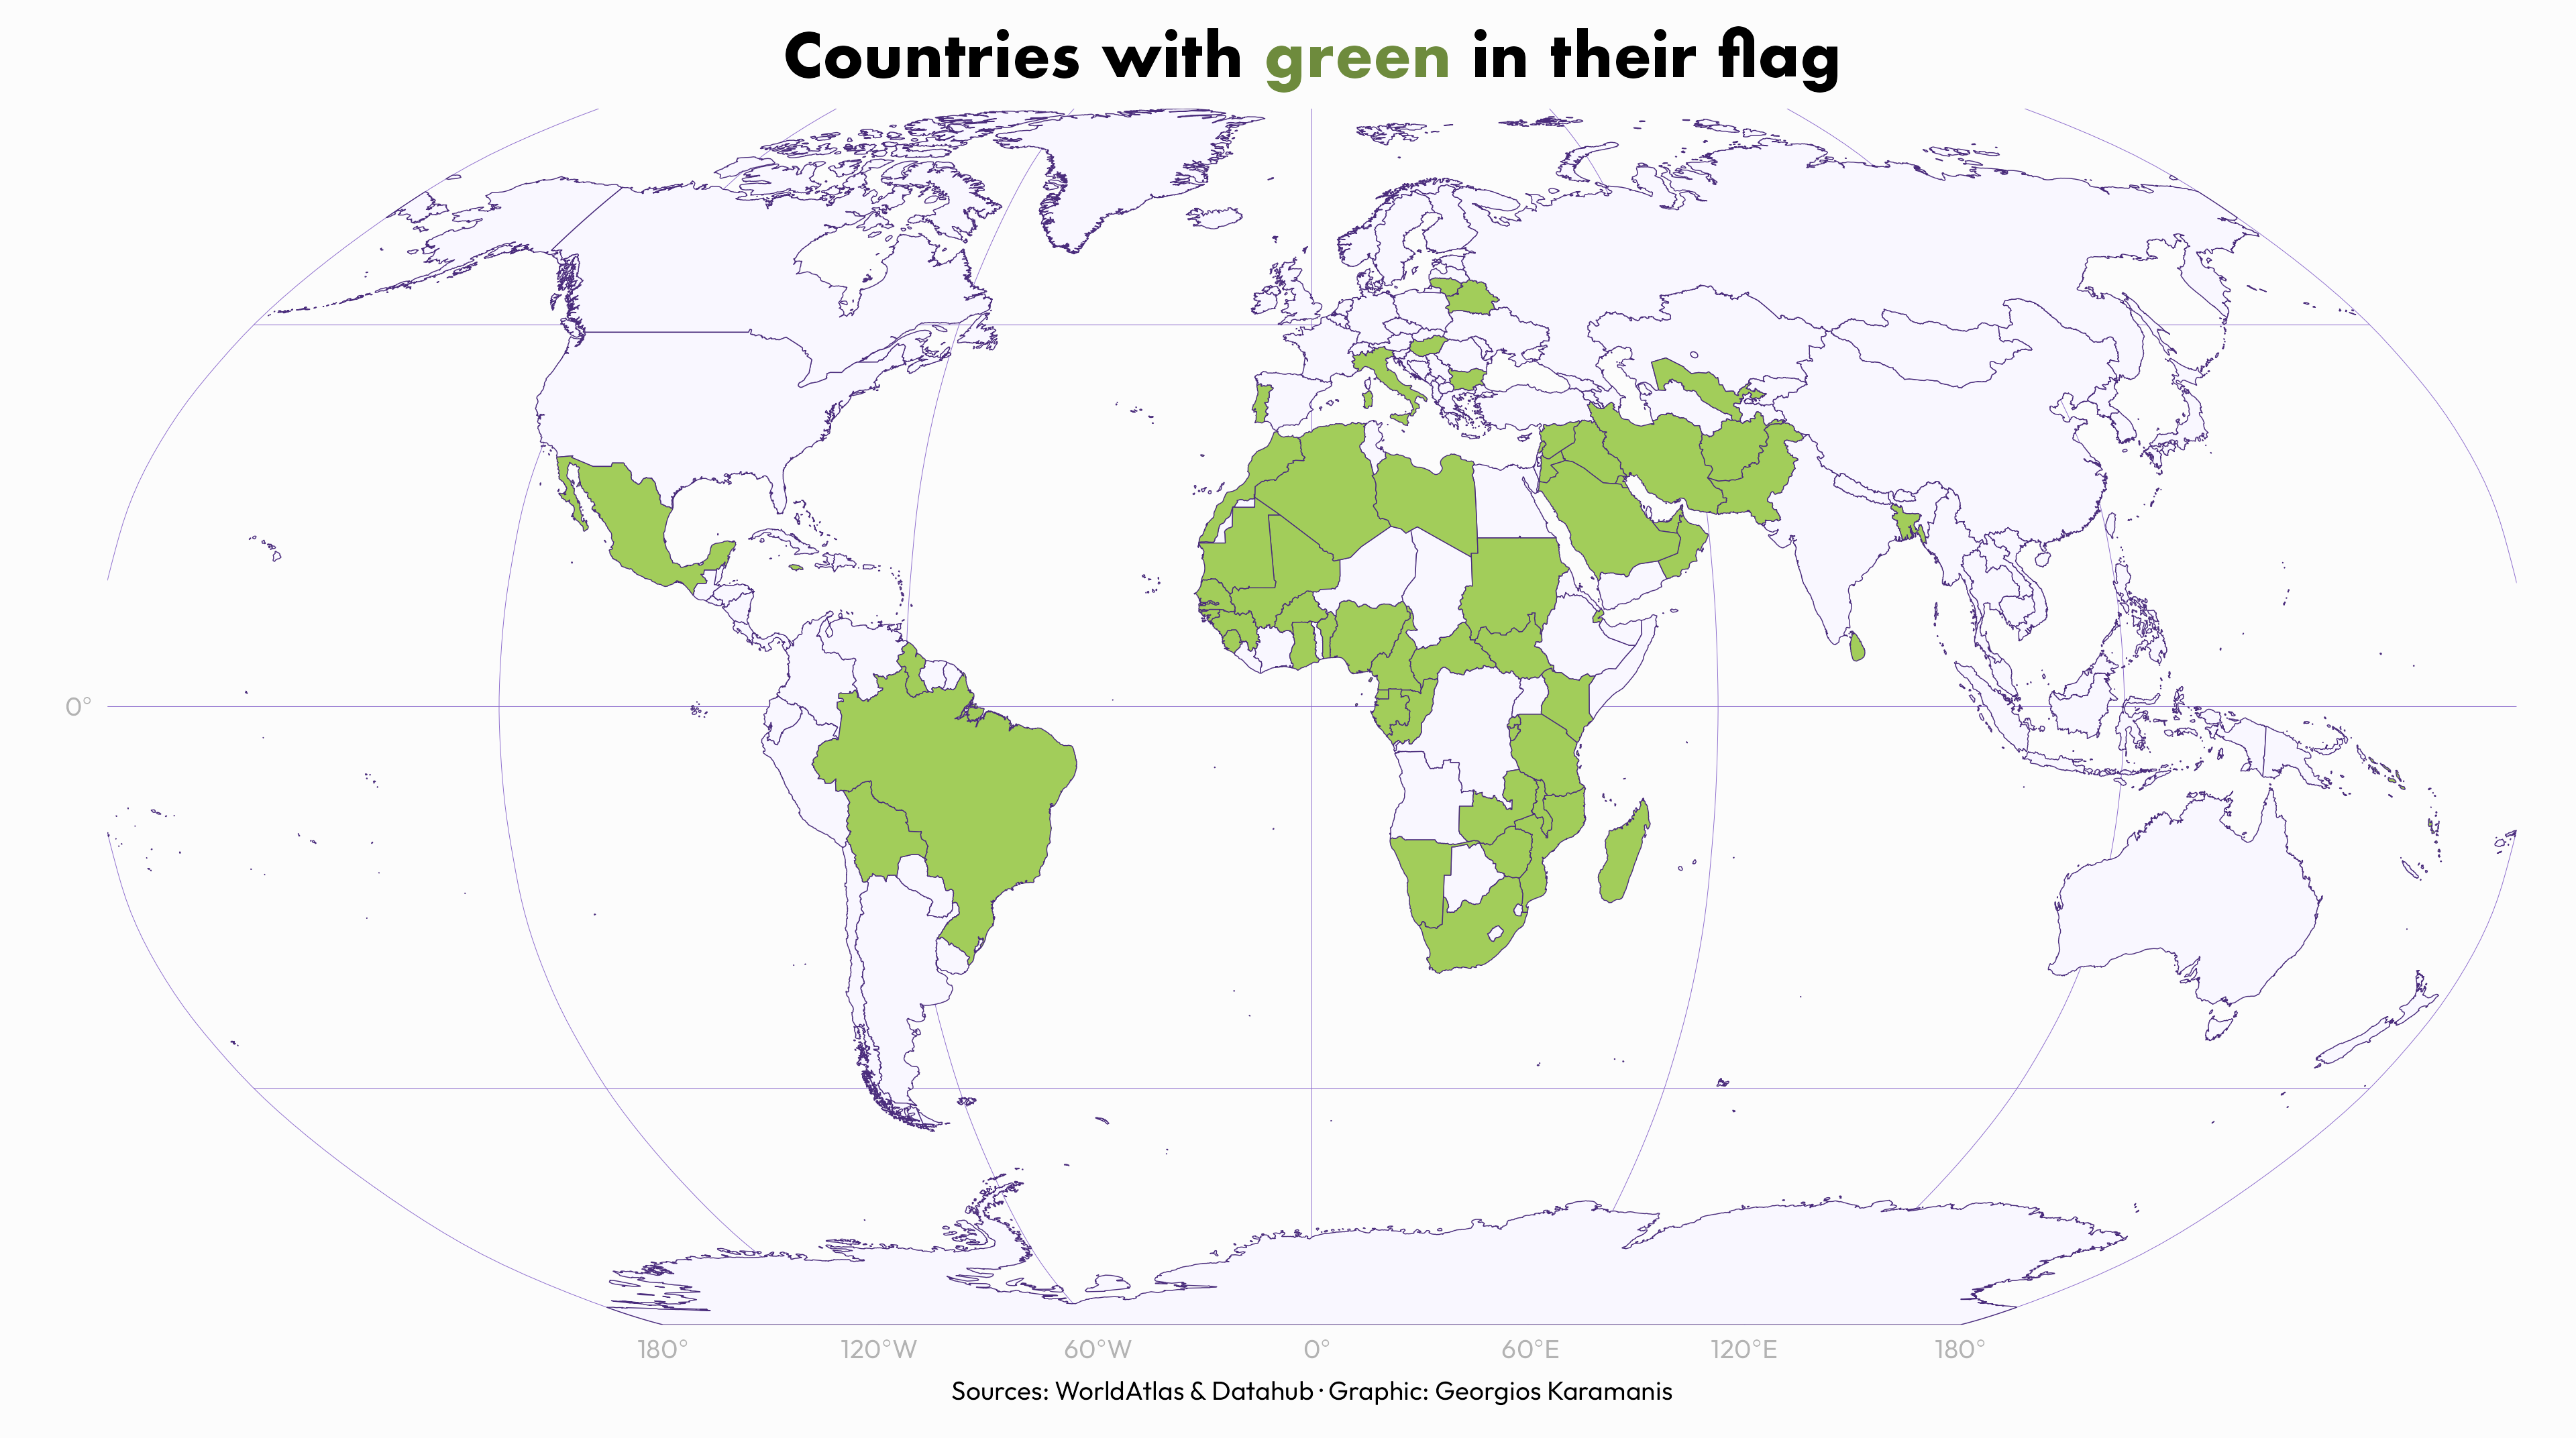 Countries with green in their flag
0°
180° 120°W 60°W 0° 60°E 120°E 180°
Sources: WorldAtlas & Datahub · Graphic: Georgios Karamanis